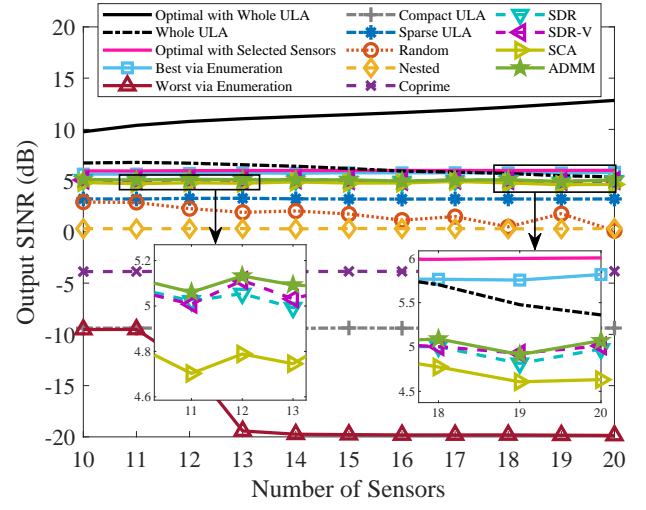 Optimal with Whole ULA
Whole ULA
Optimal with Selected Sensors
Best via Enumeration
Worst via Enumeration
Compact ULA
Sparse ULA
Random
Nested
Coprime
SDR
SDR-V
SCA
ADMM
Output SINR (dB)
20
15
10
5
0
-5
-10
-15
-20
5.2
5
4.8
4.6
11 12 13
6
5.5
5
4.5
18 19 20
10 11 12 13 14 15 16 17 18 19 20
Number of Sensors